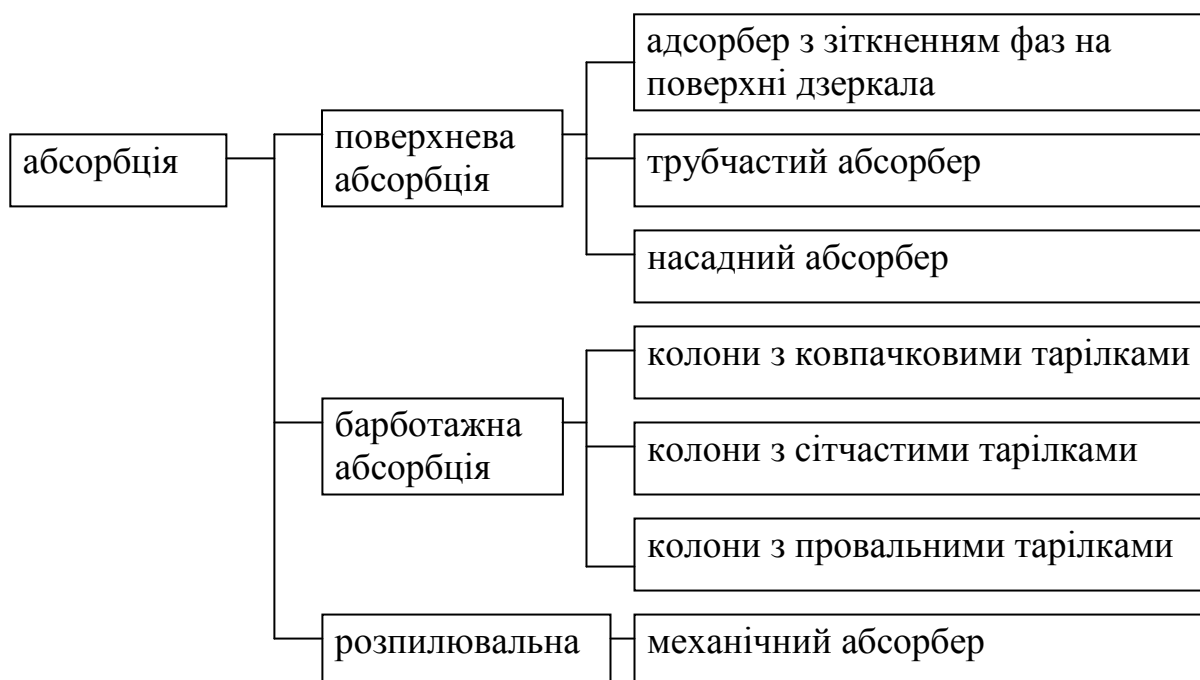 абсорбція
поверхнева
абсорбція
адсорбер з зіткненням фаз на
поверхні дзеркала
трубчастий абсорбер
насадний абсорбер
барботажна
абсорбція
колони з ковпачковими тарілками
колони з сітчастими тарілками
колони з провальними тарілками
розпилювальна
механічний абсорбер